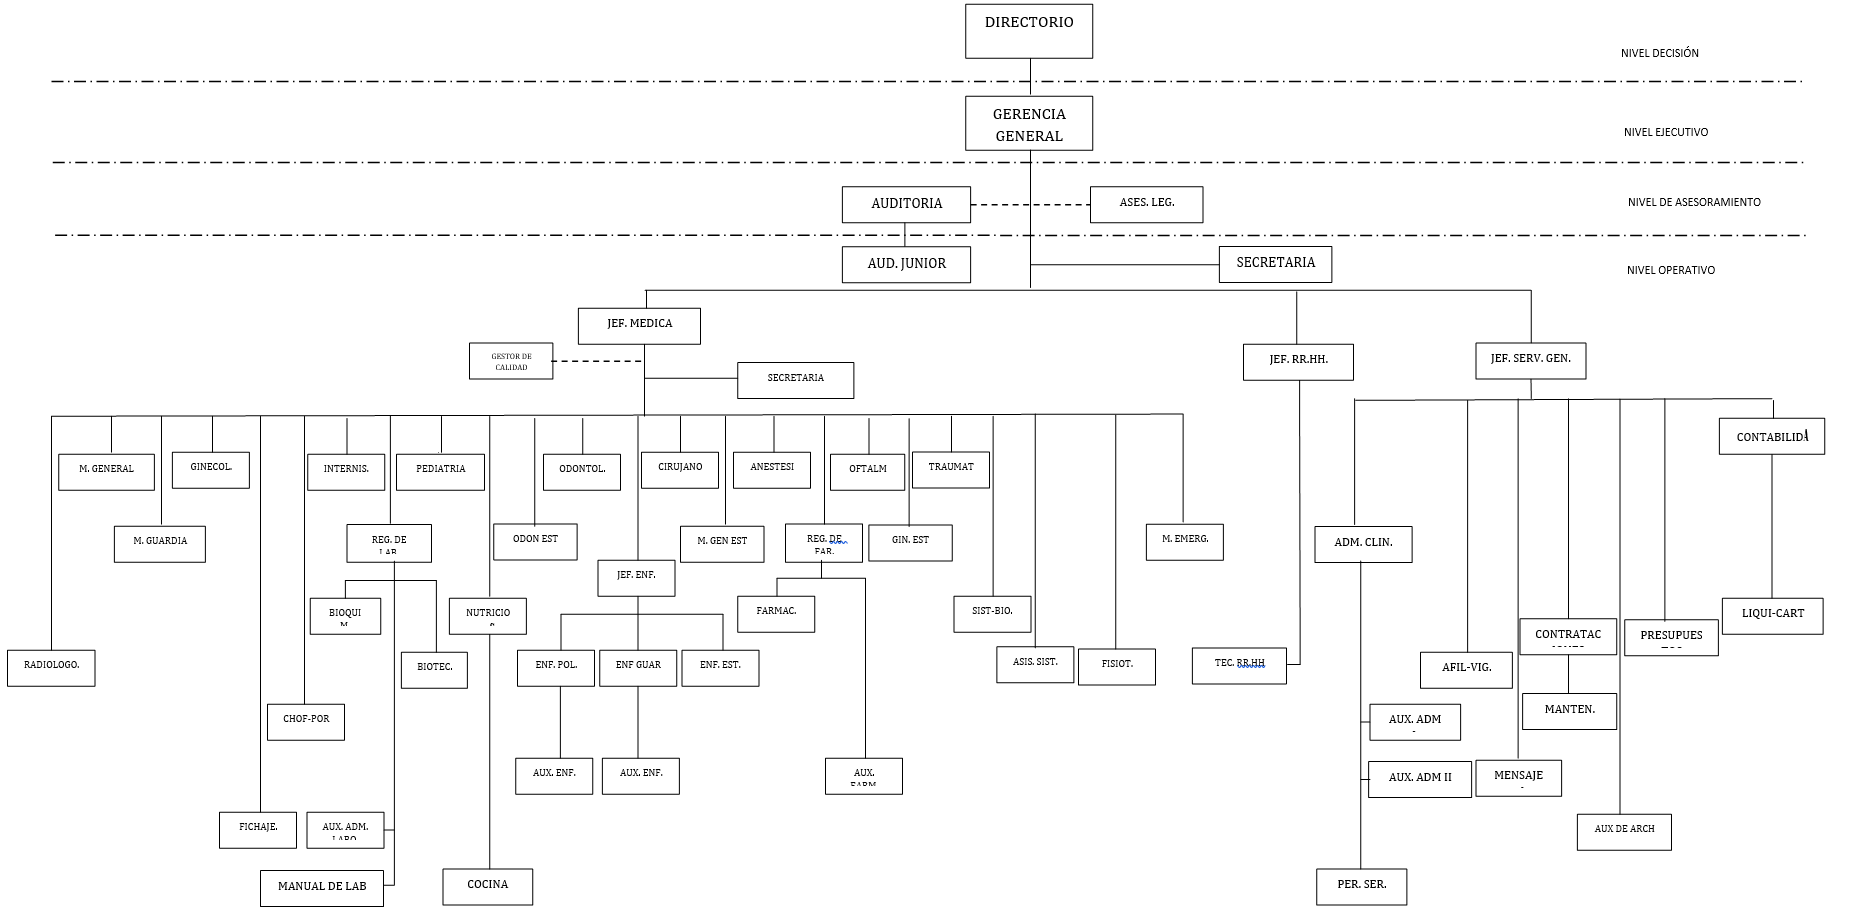 DIRECTORIO
NIVEL DECISIÓN
GERENCIA
GENERAL
NIVEL EJECUTIVO
AUDITORIA
ASES. LEG.
NIVEL DE ASESORAMIENTO
AUD. JUNIOR
SECRETARIA
NIVEL OPERATIVO
JEF. MEDICA
GESTOR DE
CALIDAD
SECRETARIA
JEF. RR.HH.
JEF. SERV. GEN.
CONTABILIDA
M. GENERAL
GINECOL.
INTERNIS.
PEDIATRIA
ODONTOL.
CIRUJANO
ANESTESI
OFTALM
TRAUMAT
M. GUARDIA
REG. DE
LAB.
ODON EST
M. GEN EST
REG. DE
FAR.
GIN. EST
M. EMERG.
ADM. CLIN.
JEF. ENF.
BIOQUI
M
NUTRICIO
FARMAC.
SIST-BIO.
LIQUI-CART
CONTRATAC
PRESUPUES
RADIOLOGO.
BIOTEC.
ENF. POL.
ENF GUAR
ENF. EST.
ASIS. SIST.
FISIOT.
TEC. RR.HH
AFIL-VIG.
CHOF-POR
AUX. ADM
MANTEN.
AUX. ENF.
AUX. ENF.
AUX.
FARM
AUX. ADM II
MENSAJE
FICHAJE.
AUX. ADM.
LABO
AUX DE ARCH
MANUAL DE LAB
COCINA
PER. SER.